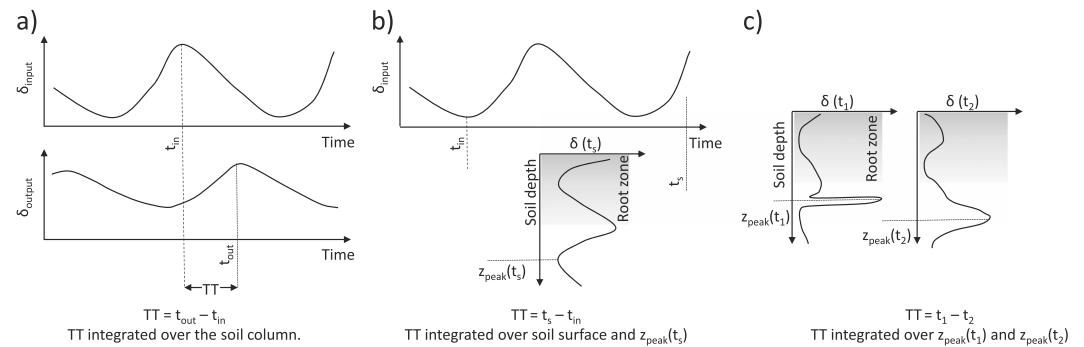 a)
δinput
Time
tin
δoutput
Time
tout
TT
TT = tout – tin
TT integrated over the soil column.
b)
δinput
Time
tin
ts
δ (ts)
Soil depth
Root zone
zpeak(ts)
TT = ts – tin
TT integrated over soil surface and zpeak(ts)
c)
δ (t1)
Soil depth
Root zone
zpeak(t1)
δ (t2)
zpeak(t2)
TT = t1 – t2
TT integrated over zpeak(t1) and zpeak(t2)